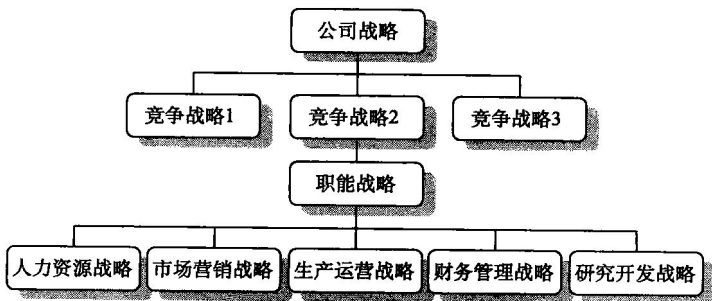 公司战略
竞争战略1
竞争战略2
竞争战略3
职能战略
人力资源战略
市场营销战略
生产运营战略
财务管理战略
研究开发战略